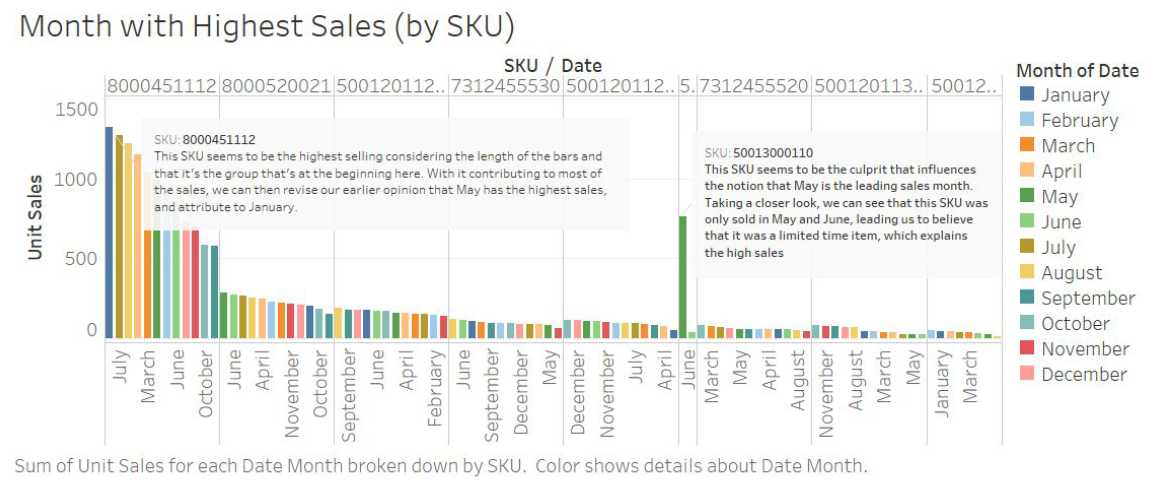 Month with Highest Sales (by SKU)
SKU / Date
8000451112 8000520021 500120112.. 7312455530 500120112.. 5. 7312455520 500120113.. 50012..
Month of Date
January
February
March
April
May
June
July
August
September
October
November
December
Unit Sales
1500
1000
500
0
SKU: 8000451112
This SKU seems to be the highest selling considering the length of the bars and
that it's the group that's at the beginning here. With it contributing to most of
the sales, we can then revise our earlier opinion that May has the highest sales,
and attribute to January.
SKU: 50013000110
This SKU seems to be the culprit that influences
the notion that May is the leading sales month.
Taking a closer look, we can see that this SKU was
only sold in May and June, leading us to believe
that it was a limited time item, which explains
the high sales
July
March
June
October
June
April
November
October
September
June
April
February
June
September
December
May
December
November
July
April
June
March
May
April
August
November
August
March
May
January
March
Sum of Unit Sales for each Date Month broken down by SKU. Color shows details about Date Month.